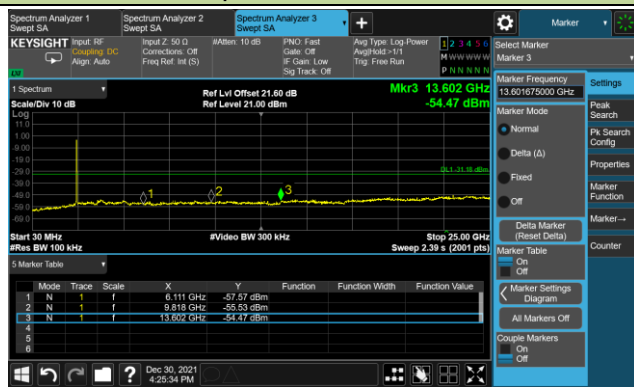 Spectrum Analyzer 1
Swept SA
Spectrum Analyzer 2
Swept SA
Spectrum Analyzer 3
Swept SA
Marker
KEYSIGHT
Input: RF
Coupling: DC
Align: Auto
Input Z: 50 Ω
Corrections: Off
Freq Ref: Int (S)
#Atten: 10 dB
PNO: Fast
Gate: Off
IF Gain: Low
Sig Track: Off
Avg Type: Log-Power
Avg|Hold:>1/1
Trig: Free Run
1 2 3 4 5 6
M W W W W W
P N N N N N
LXI
Select Marker
Marker 3
1 Spectrum
Ref Lvl Offset 21.60 dB
Mkr3 13.602 GHz
Scale/Div 10 dB
Ref Level 21.00 dBm
-54.47 dBm
Log
11.0
1.00
-9.00
-19.0
-29.0
-39.0
-49.0
-59.0
-69.0
DL1 -31.18 dBm
1
2
3
Start 30 MHz
#Video BW 300 kHz
Stop 25.00 GHz
#Res BW 100 kHz
Sweep 2.39 s (2001 pts)
5 Marker Table
Mode Trace Scale X Y Function Function Width Function Value
1 N 1 f 6.111 GHz -57.57 dBm
2 N 1 f 9.818 GHz -55.53 dBm
3 N 1 f 13.602 GHz -54.47 dBm
4
5
6
Marker Frequency
13.601675000 GHz
Marker Mode
Normal
Delta (Δ)
Fixed
Off
Delta Marker
(Reset Delta)
Marker Table
On
Off
Marker Settings
Diagram
All Markers Off
Couple Markers
On
Off
Settings
Peak
Search
Pk Search
Config
Properties
Marker
Function
Marker→
Counter
?
Dec 30, 2021
4:25:34 PM